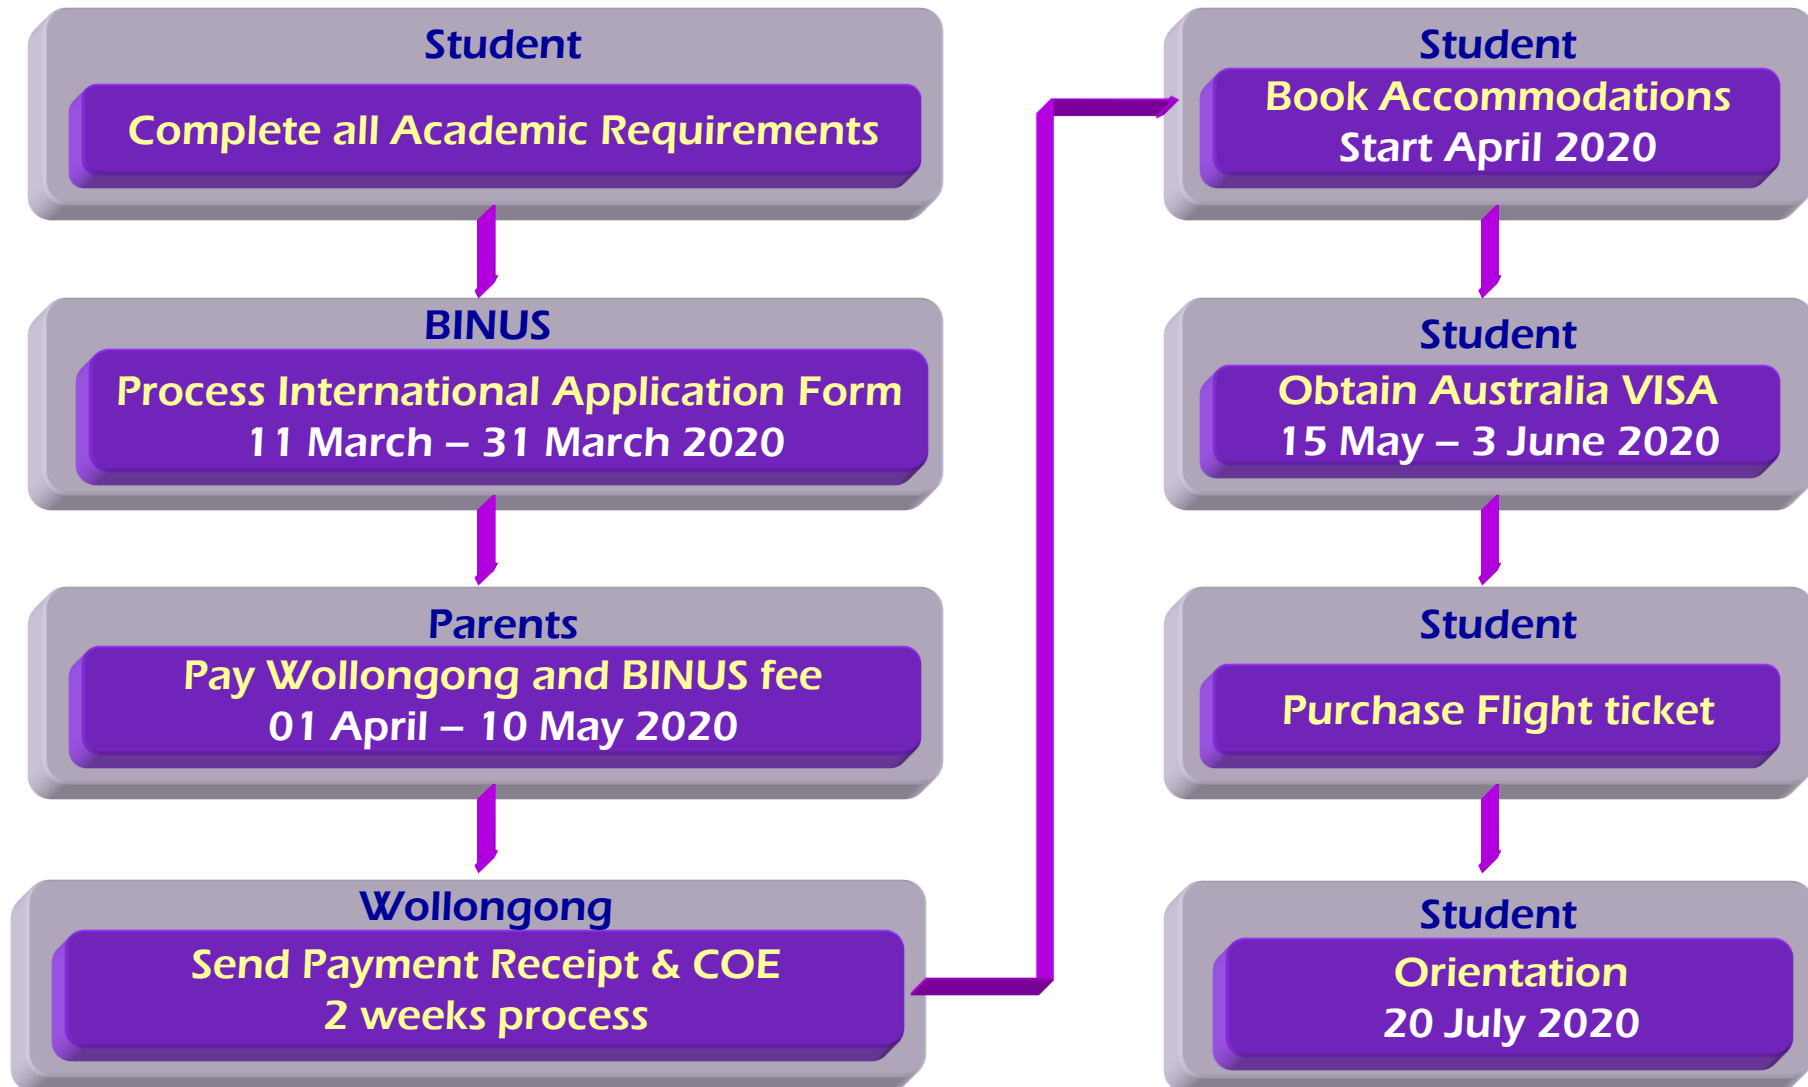 Student
Complete all Academic Requirements
BINUS
Process International Application Form
11 March – 31 March 2020
Parents
Pay Wollongong and BINUS fee
01 April – 10 May 2020
Wollongong
Send Payment Receipt & COE
2 weeks process
Student
Book Accommodations
Start April 2020
Student
Obtain Australia VISA
15 May – 3 June 2020
Student
Purchase Flight ticket
Student
Orientation
20 July 2020